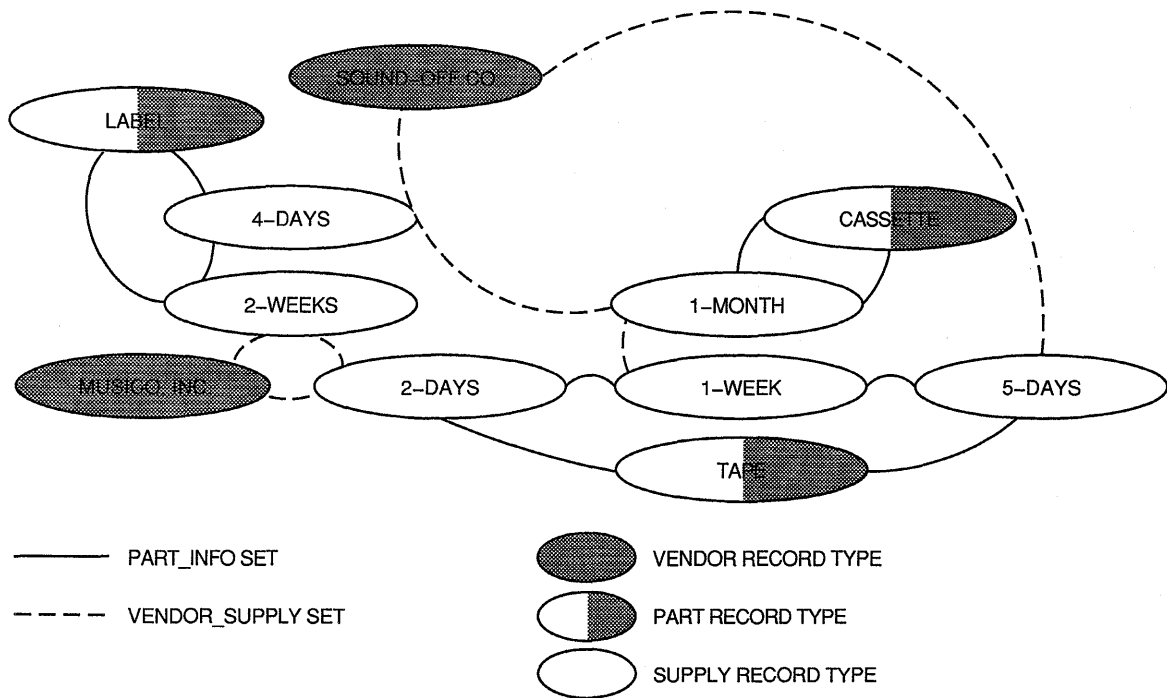 SOUND-OFF CO
LABEL
4-DAYS
CASSETTE
2-WEEKS
1-MONTH
MUSICO, INC
2-DAYS
1-WEEK
5-DAYS
TAPE
PART_INFO SET
VENDOR RECORD TYPE
VENDOR_SUPPLY SET
PART RECORD TYPE
SUPPLY RECORD TYPE